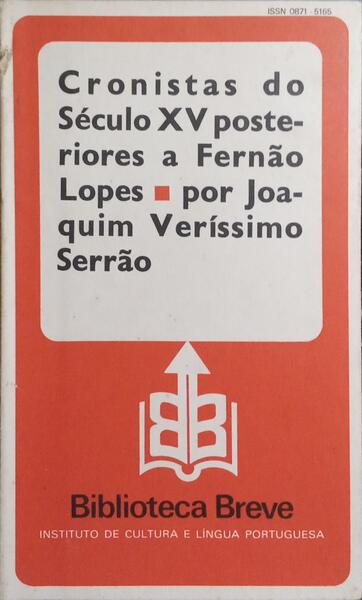 ISSN 0871 - 5165
Cronistas do
Século XV poste-
riores a Fernão
Lopes ■ por Joa-
quim Veríssimo
Serrão
BB
Biblioteca Breve
INSTITUTO DE CULTURA E LÍNGUA PORTUGUESA